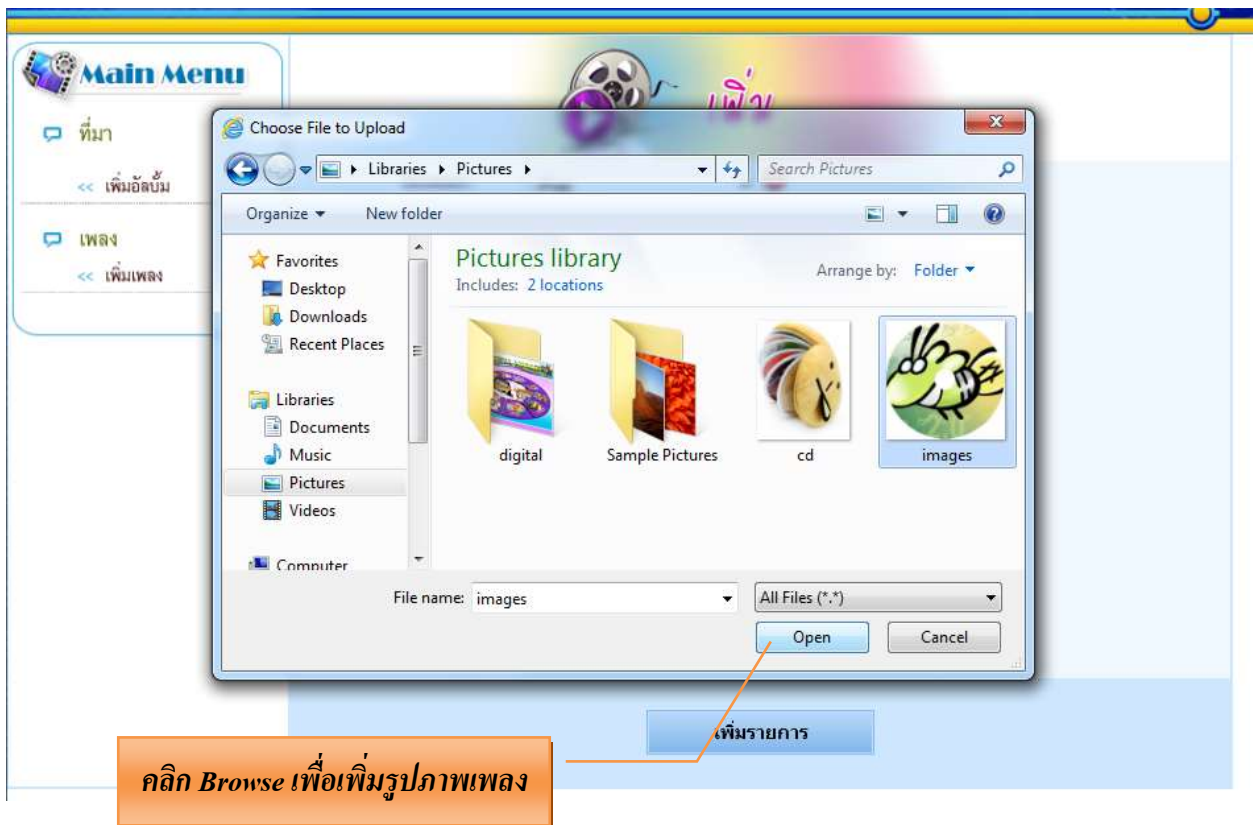 Main Menu
เพิ่ม
ที่มา
<< เพิ่มอัลบั้ม
เพลง
<< เพิ่มเพลง
Choose File to Upload
Libraries Pictures
Search Pictures
Organize New folder
Favorites
Desktop
Downloads
Recent Places
Libraries
Documents
Music
Pictures
Videos
Computer
Pictures library
Includes: 2 locations
Arrange by: Folder
digital Sample Pictures cd images
File name: images All Files (*.*)
Open Cancel
เพิ่มรายการ
คลิก Browse เพื่อเพิ่มรูปภาพเพลง